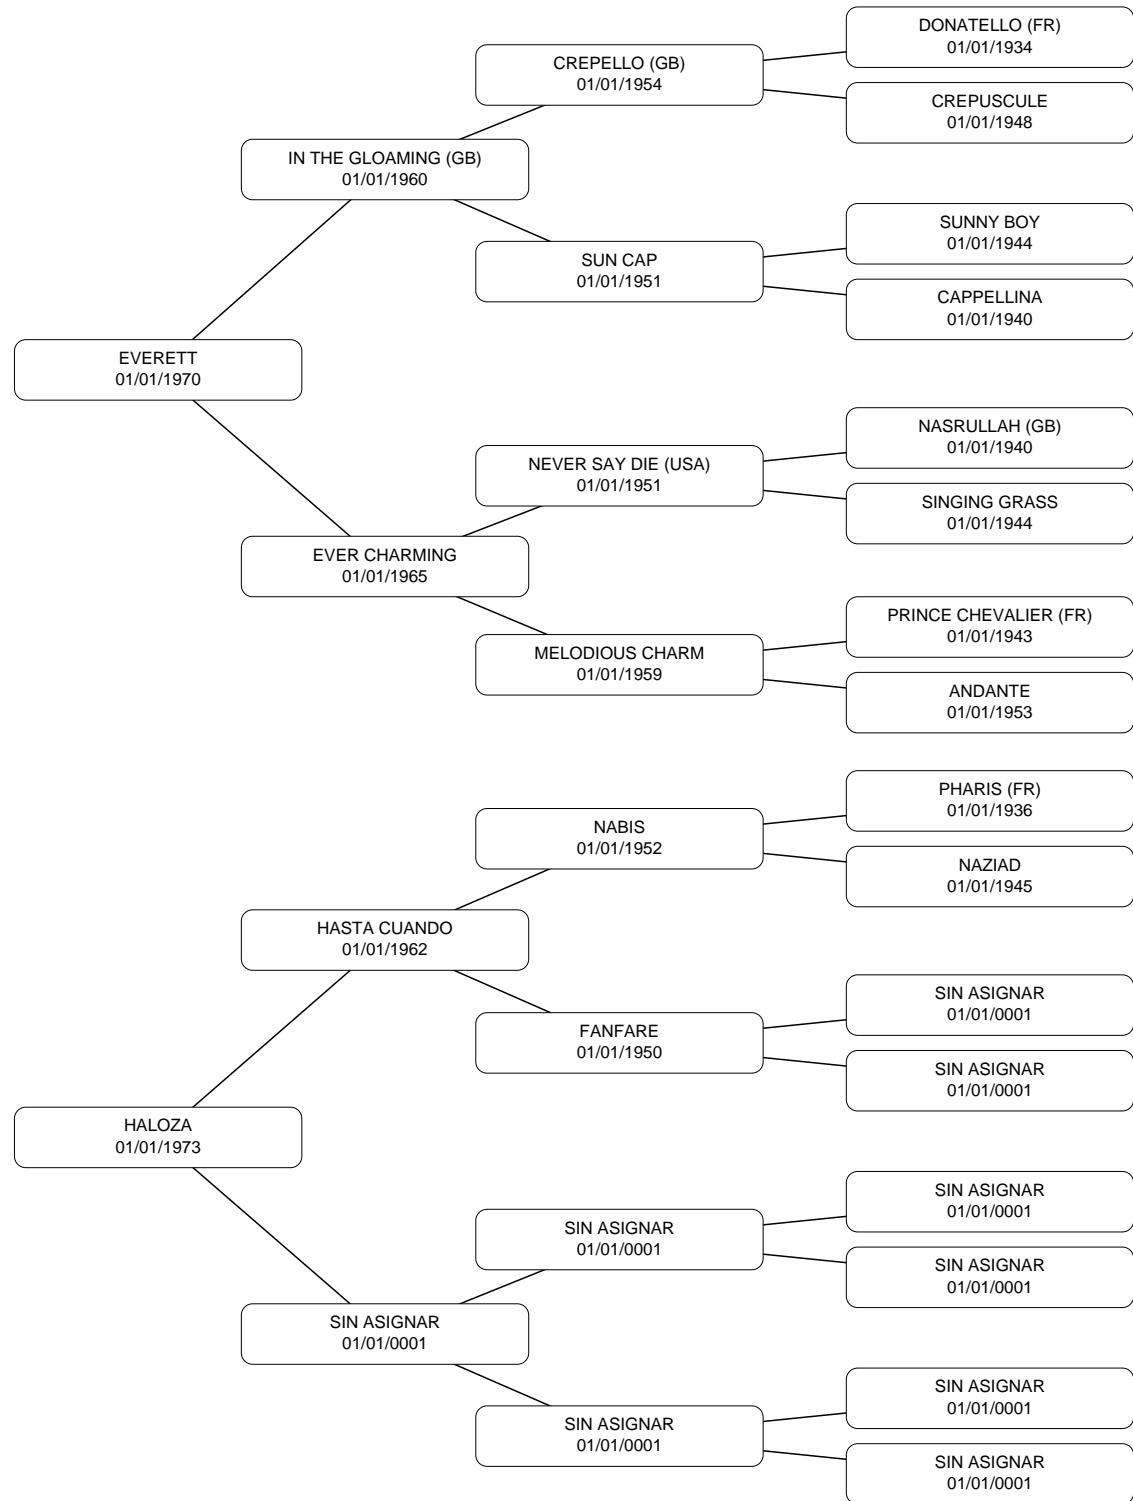 DONATELLO (FR)
01/01/1934
CREPELLO (GB)
01/01/1954
CREPUSCULE
01/01/1948
IN THE GLOAMING (GB)
01/01/1960
SUNNY BOY
01/01/1944
SUN CAP
01/01/1951
CAPPELLINA
01/01/1940
EVERETT
01/01/1970
NASRULLAH (GB)
01/01/1940
NEVER SAY DIE (USA)
01/01/1951
SINGING GRASS
01/01/1944
EVER CHARMING
01/01/1965
PRINCE CHEVALIER (FR)
01/01/1943
MELODIOUS CHARM
01/01/1959
ANDANTE
01/01/1953
PHARIS (FR)
01/01/1936
NABIS
01/01/1952
NAZIAD
01/01/1945
HASTA CUANDO
01/01/1962
SIN ASIGNAR
01/01/0001
FANFARE
01/01/1950
SIN ASIGNAR
01/01/0001
HALOZA
01/01/1973
SIN ASIGNAR
01/01/0001
SIN ASIGNAR
01/01/0001
SIN ASIGNAR
01/01/0001
SIN ASIGNAR
01/01/0001
SIN ASIGNAR
01/01/0001
SIN ASIGNAR
01/01/0001
SIN ASIGNAR
01/01/0001